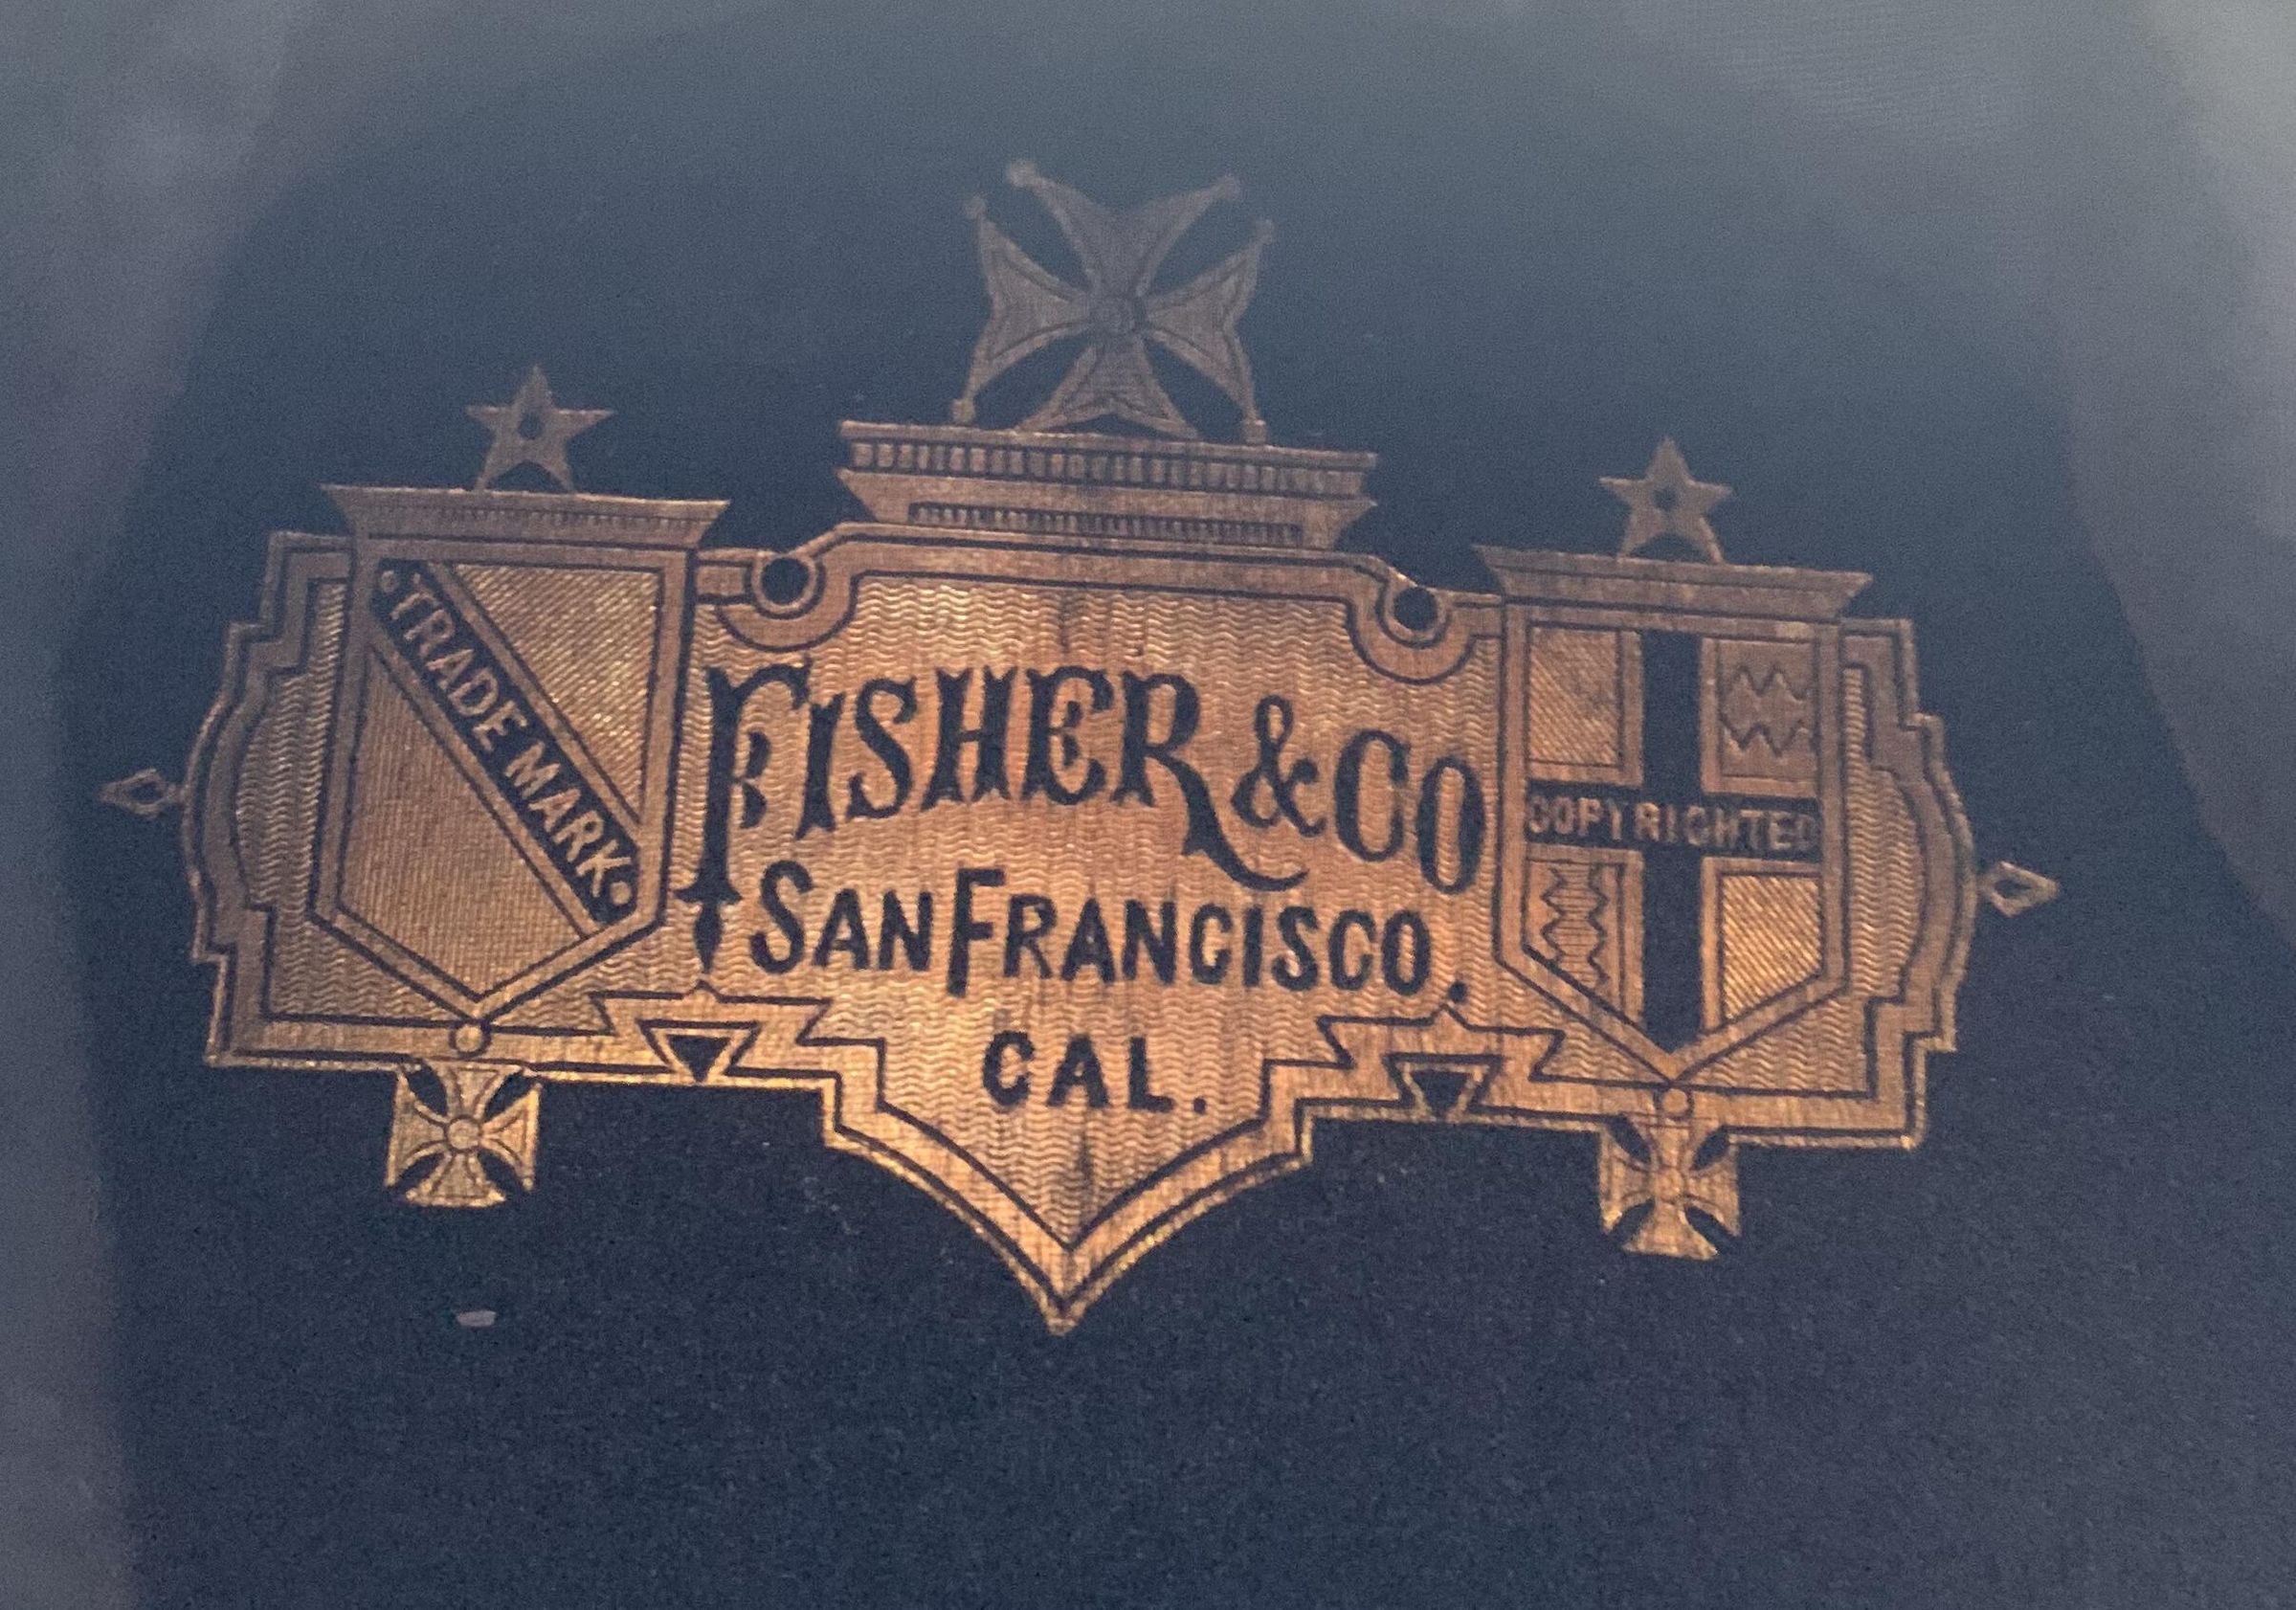 • TRADE MARK •
FISHER & CO
SAN FRANCISCO.
CAL.
COPYRIGHTED